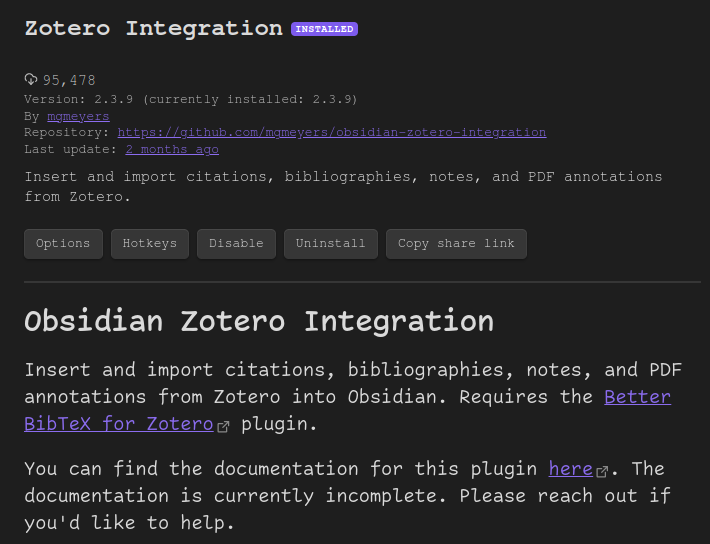 Zotero Integration INSTALLED
95,478
Version: 2.3.9 (currently installed: 2.3.9)
By mgmeyers
Repository: https://github.com/mgmeyers/obsidian-zotero-integration
Last update: 2 months ago
Insert and import citations, bibliographies, notes, and PDF annotations
from Zotero.
Options Hotkeys Disable Uninstall Copy share link
Obsidian Zotero Integration
Insert and import citations, bibliographies, notes, and PDF
annotations from Zotero into Obsidian. Requires the Better
BibTeX for Zotero plugin.
You can find the documentation for this plugin here. The
documentation is currently incomplete. Please reach out if
you'd like to help.